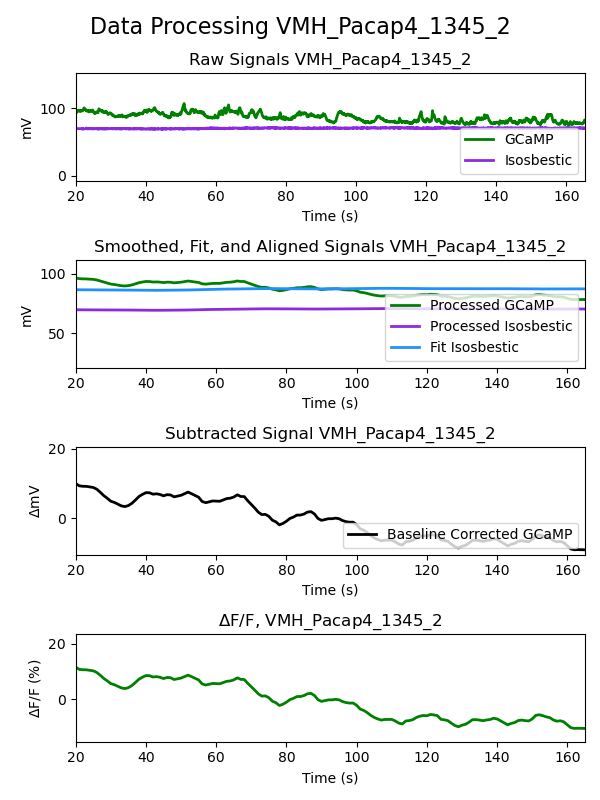 Data Processing VMH_Pacap4_1345_2
Raw Signals VMH_Pacap4_1345_2
100
0
mV
GCaMP
Isosbestic
20 40 60 80 100 120 140 160
Time (s)
Smoothed, Fit, and Aligned Signals VMH_Pacap4_1345_2
100
50
mV
Processed GCaMP
Processed Isosbestic
Fit Isosbestic
20 40 60 80 100 120 140 160
Time (s)
Subtracted Signal VMH_Pacap4_1345_2
20
0
ΔmV
Baseline Corrected GCaMP
20 40 60 80 100 120 140 160
Time (s)
ΔF/F, VMH_Pacap4_1345_2
20
0
ΔF/F (%)
20 40 60 80 100 120 140 160
Time (s)